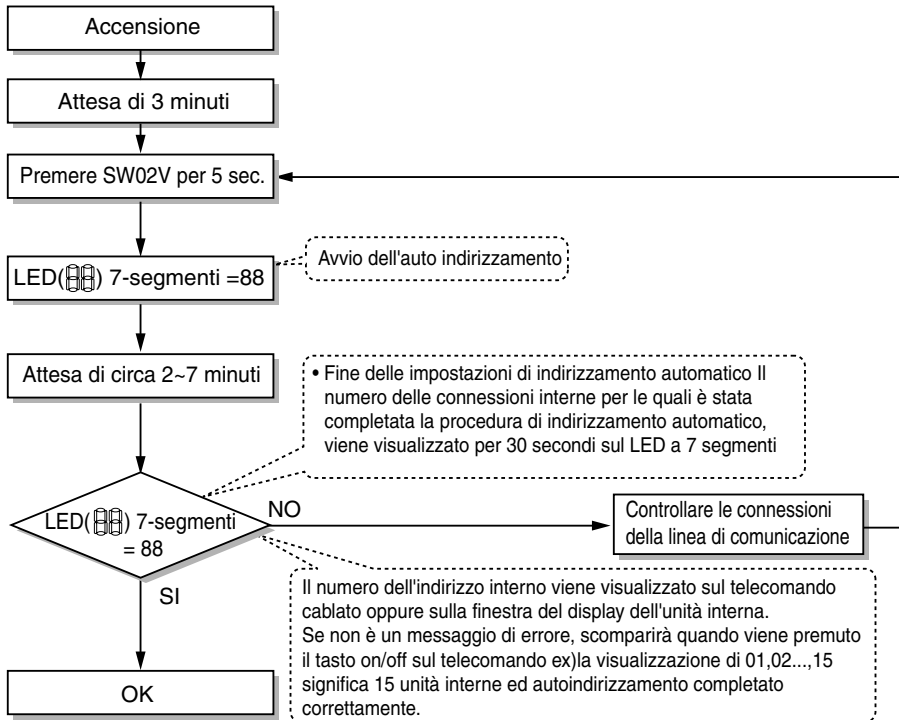 Accensione
Attesa di 3 minuti
Premere SW02V per 5 sec.
LED(88) 7-segmenti =88
Avvio dell'auto indirizzamento
Attesa di circa 2~7 minuti
• Fine delle impostazioni di indirizzamento automatico Il
numero delle connessioni interne per le quali è stata
completata la procedura di indirizzamento automatico,
viene visualizzato per 30 secondi sul LED a 7 segmenti
LED(88) 7-segmenti
= 88
NO
Controllare le connessioni
della linea di comunicazione
SI
Il numero dell'indirizzo interno viene visualizzato sul telecomando
cablato oppure sulla finestra del display dell'unità interna.
Se non è un messaggio di errore, scomparirà quando viene premuto
il tasto on/off sul telecomando ex)la visualizzazione di 01,02...,15
significa 15 unità interne ed autoindirizzamento completato
correttamente.
OK